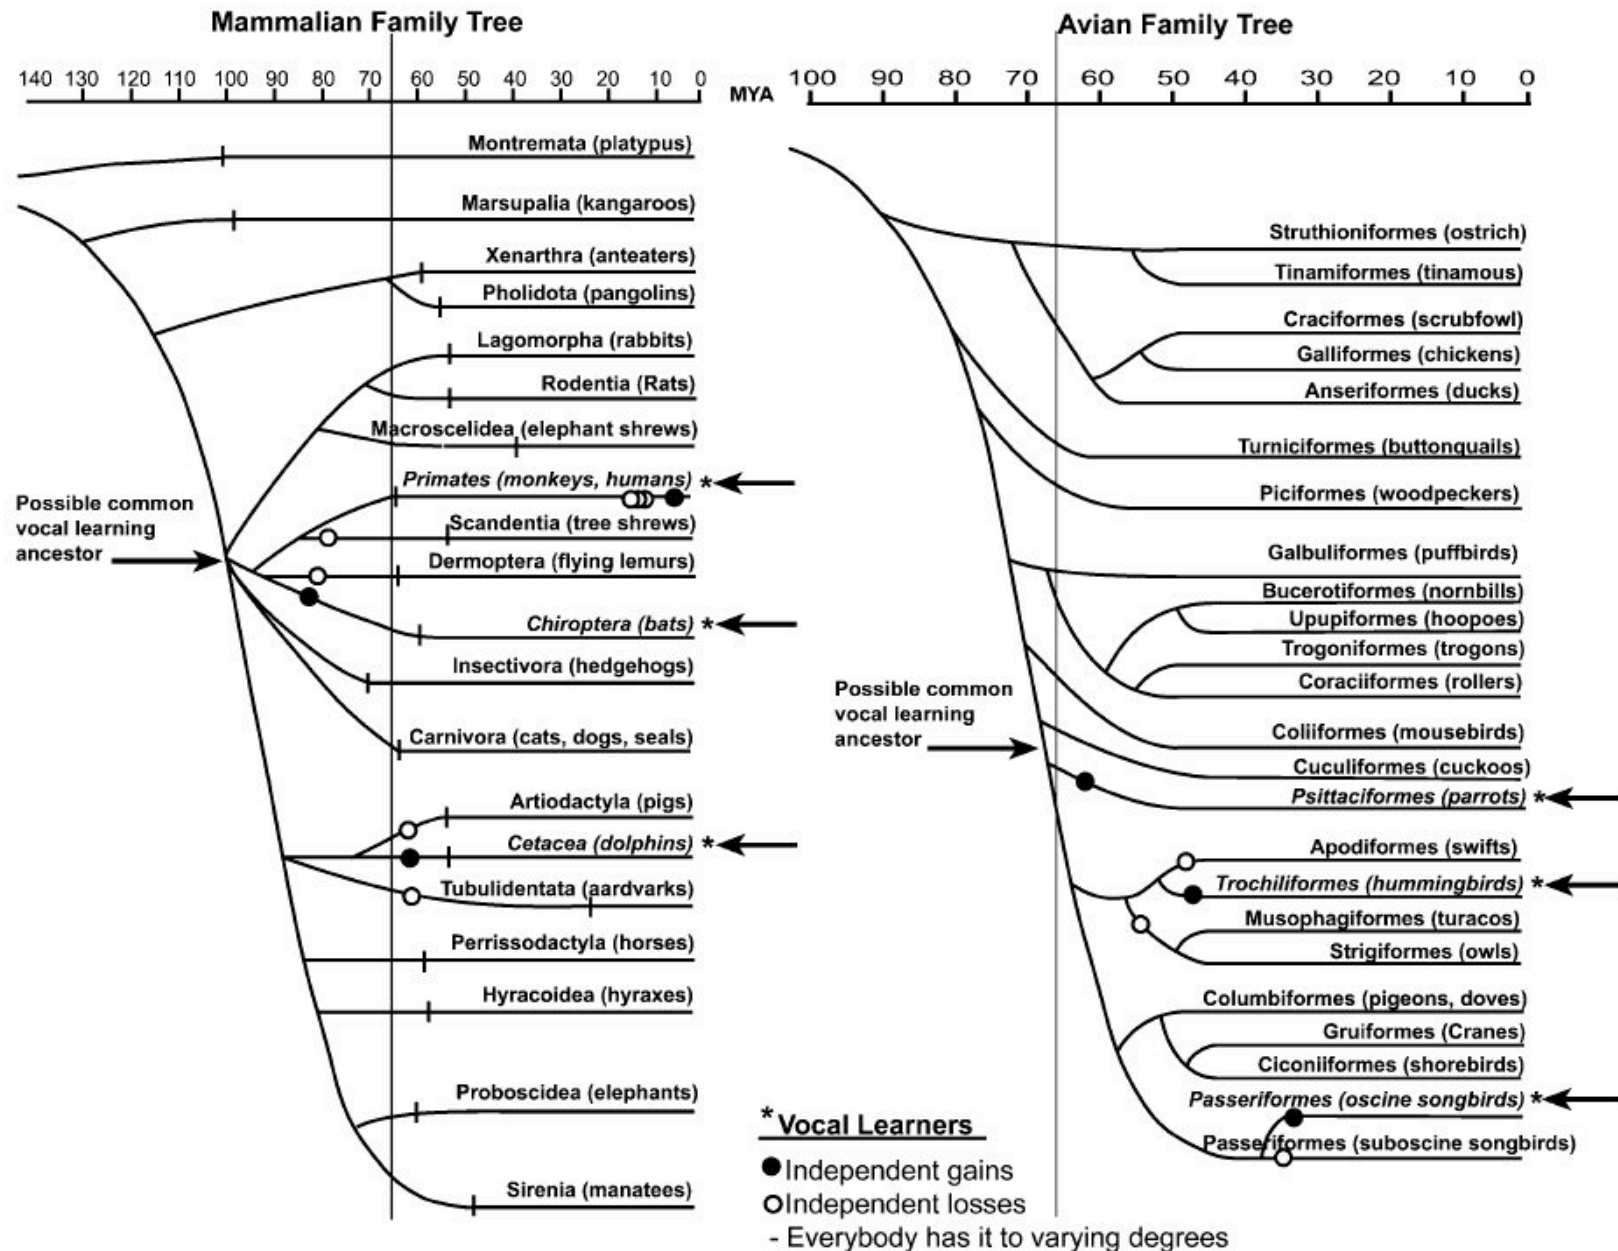 Mammalian Family Tree
140 130 120 110 100 90 80 70 60 50 40 30 20 10 0
MYA
Montremata (platypus)
Marsupalia (kangaroos)
Xenarthra (anteaters)
Pholidota (pangolins)
Lagomorpha (rabbits)
Rodentia (Rats)
Macroscelidea (elephant shrews)
Primates (monkeys, humans) *
Scandentia (tree shrews)
Dermoptera (flying lemurs)
Chiroptera (bats) *
Insectivora (hedgehogs)
Carnivora (cats, dogs, seals)
Artiodactyla (pigs)
Cetacea (dolphins) *
Tubulidentata (aardvarks)
Perrissodactyla (horses)
Hyracoidea (hyraxes)
Proboscidea (elephants)
Sirenia (manatees)
Possible common
vocal learning
ancestor
Avian Family Tree
100 90 80 70 60 50 40 30 20 10 0
Struthioniformes (ostrich)
Tinamiformes (tinamous)
Craciformes (scrubfowl)
Galliformes (chickens)
Anseriformes (ducks)
Turniciformes (buttonquails)
Piciformes (woodpeckers)
Galbuliformes (puffbirds)
Bucerotiformes (nornbills)
Upupiformes (hoopoes)
Trogoniformes (trogons)
Coraciiformes (rollers)
Coliiformes (mousebirds)
Cuculiformes (cuckoos)
Psittaciformes (parrots) *
Apodiformes (swifts)
Trochiliformes (hummingbirds) *
Musophagiformes (turacos)
Strigiformes (owls)
Columbiformes (pigeons, doves)
Gruiformes (Cranes)
Ciconiiformes (shorebirds)
Passeriformes (oscine songbirds) *
Passeriformes (suboscine songbirds)
Possible common
vocal learning
ancestor
* Vocal Learners
Independent gains
Independent losses
- Everybody has it to varying degrees